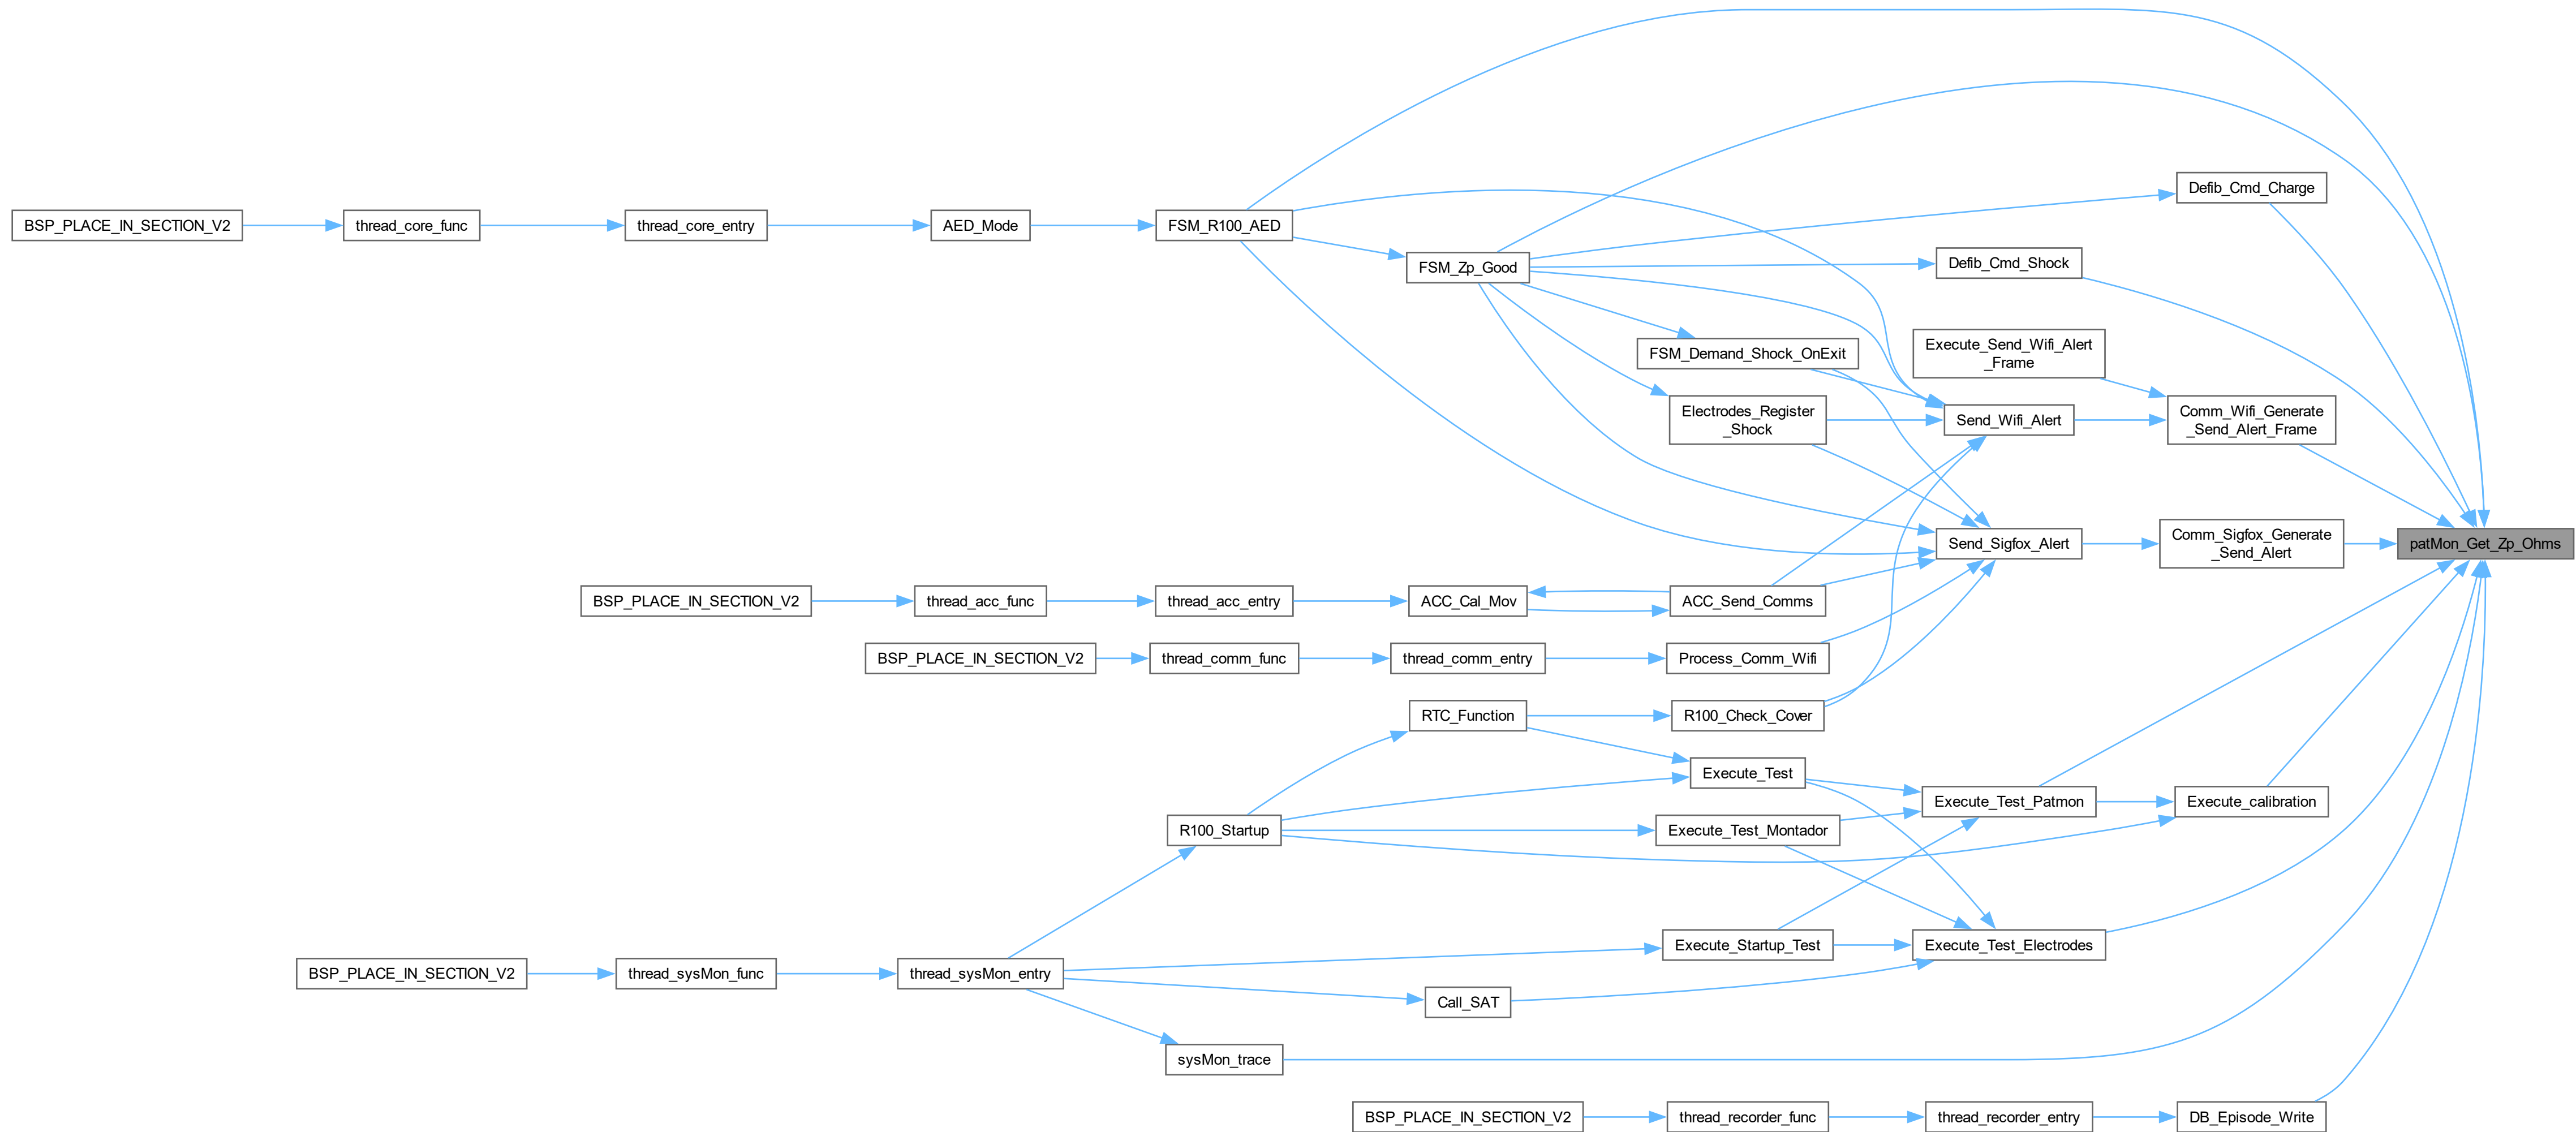 Defib_Cmd_Charge
BSP_PLACE_IN_SECTION_V2
thread_core_func
thread_core_entry
AED_Mode
FSM_R100_AED
FSM_Zp_Good
Defib_Cmd_Shock
FSM_Demand_Shock_OnExit
Execute_Send_Wifi_Alert
_Frame
Electrodes_Register
_Shock
Send_Wifi_Alert
Comm_Wifi_Generate
_Send_Alert_Frame
Send_Sigfox_Alert
Comm_Sigfox_Generate
_Send_Alert
patMon_Get_Zp_Ohms
BSP_PLACE_IN_SECTION_V2
thread_acc_func
thread_acc_entry
ACC_Cal_Mov
ACC_Send_Comms
BSP_PLACE_IN_SECTION_V2
thread_comm_func
thread_comm_entry
Process_Comm_Wifi
RTC_Function
R100_Check_Cover
Execute_Test
Execute_Test_Patmon
Execute_calibration
R100_Startup
Execute_Test_Montador
Execute_Startup_Test
Execute_Test_Electrodes
BSP_PLACE_IN_SECTION_V2
thread_sysMon_func
thread_sysMon_entry
Call_SAT
sysMon_trace
BSP_PLACE_IN_SECTION_V2
thread_recorder_func
thread_recorder_entry
DB_Episode_Write